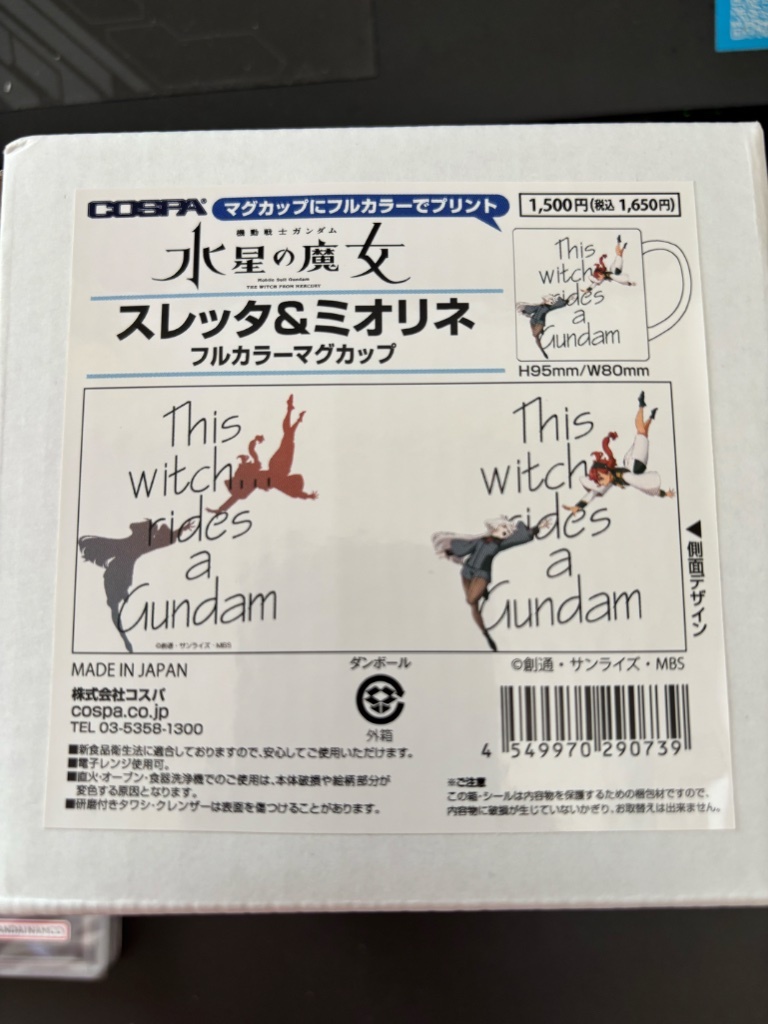 COSPA マグカップにフルカラーでプリント
1,500円(税込 1,650円)
機動戦士ガンダム
水星の魔女
Mobile Suit Gundam
THE WITCH FROM MERCURY
スレッタ&ミオリネ
フルカラーマグカップ
This
witch
rides
a
Gundam
H95mm/W80mm
This
witch
rides
a
Gundam
©創通・サンライズ・MBS
This
witch
rides
a
Gundam
◀側面デザイン
MADE IN JAPAN
株式会社コスパ
cospa.co.jp
TEL 03-5358-1300
ダンボール
外箱
©創通・サンライズ・MBS
4 549970 290739
■新食品衛生法に適合しておりますので、安心してご使用いただけます。
■電子レンジ使用可。
■直火・オーブン・食器洗浄機でのご使用は、本体破損や絵柄部分が
変色する原因となります。
■研磨付きタワシ・クレンザーは表面を傷つけることがあります。
※ご注意
この箱・シールは内容物を保護するための梱包材ですので、
内容物に破損が生じていないかぎり、お取替えは出来ません。
BANDAI NAMCO